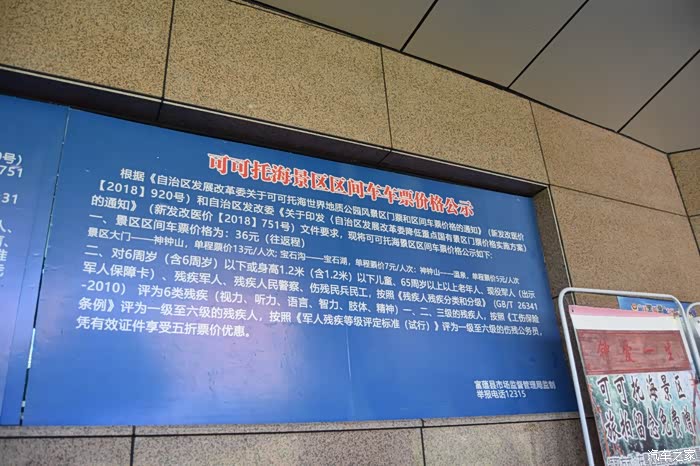 号）
751
可可托海景区区间车车票价格公示
根据《自治区发展改革委关于可可托海世界地质公园风景区门票和区间车票价格的通知》（新发改医价
【2018】920号）和自治区发改委《关于印发〈自治区发展改革委降低重点国有景区门票价格实施方案〉
的通知》（新发改医价【2018】751号）文件要求，现将可可托海景区区间车票价格公示如下：
一、景区区间车价格为：36元（往返程）
景区大门——神钟山，单程票价13元/人次；宝石沟——宝石湖，单程票价7元/人次；神钟山——温泉，单程票价5元/人次
二、对6周岁（含6周岁）以下或身高1.2米（含1.2米）以下儿童、65周岁以上老年人、现役军人（出示
军人保障卡）、残疾军人、残疾人民警察、伤残民兵民工，按照《残疾人残疾分类和分级》（GB/T 26341
-2010）评为6类残疾（视力、听力、语言、智力、肢体、精神）一、二、三级的残疾人，按照《工伤保险
条例》评为一级至六级的残疾人，按照《军人残疾等级评定标准（试行）》评为一级至六级的伤残公务员，
凭有效证件享受五折票价优惠。
富蕴县市场监督管理局监制
举报电话12315
可可托海景区
汽车之家